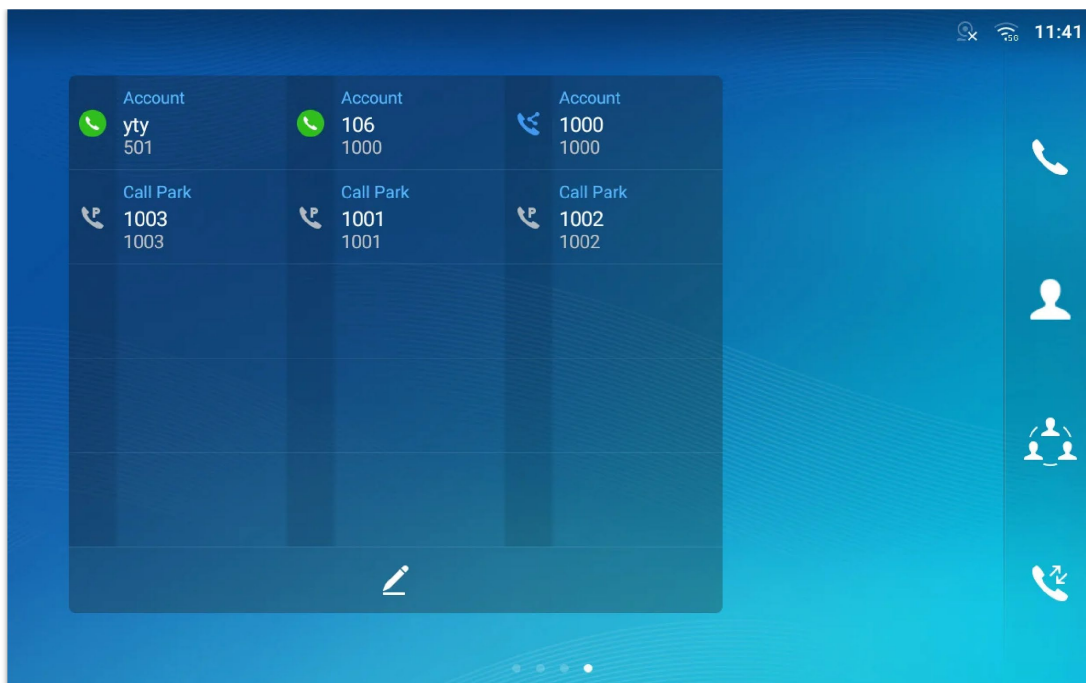 5G 11:41
Account Account Account
yty 106 1000
501 1000 1000
Call Park Call Park Call Park
P 1003 P 1001 P 1002
1003 1001 1002